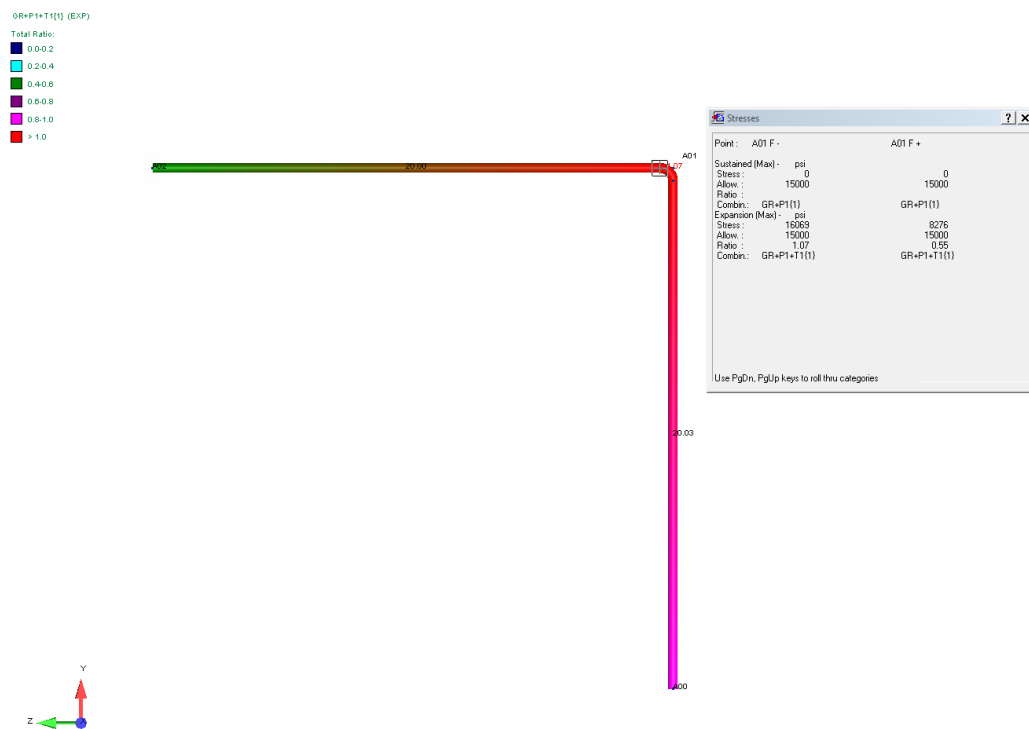 GR+P1+T1{1} (EXP)
Total Ratio:
0.0-0.2
0.2-0.4
0.4-0.6
0.6-0.8
0.8-1.0
> 1.0
A02
20.00
1.07
A01
20.03
A00
Y
Z
X
Stresses
Point : A01 F - A01 F +
Sustained (Max) - psi
Stress : 0 0
Allow. : 15000 15000
Ratio :
Combin.: GR+P1{1} GR+P1{1}
Expansion (Max) - psi
Stress : 16069 8276
Allow. : 15000 15000
Ratio : 1.07 0.55
Combin.: GR+P1+T1{1} GR+P1+T1{1}
Use PgDn, PgUp keys to roll thru categories